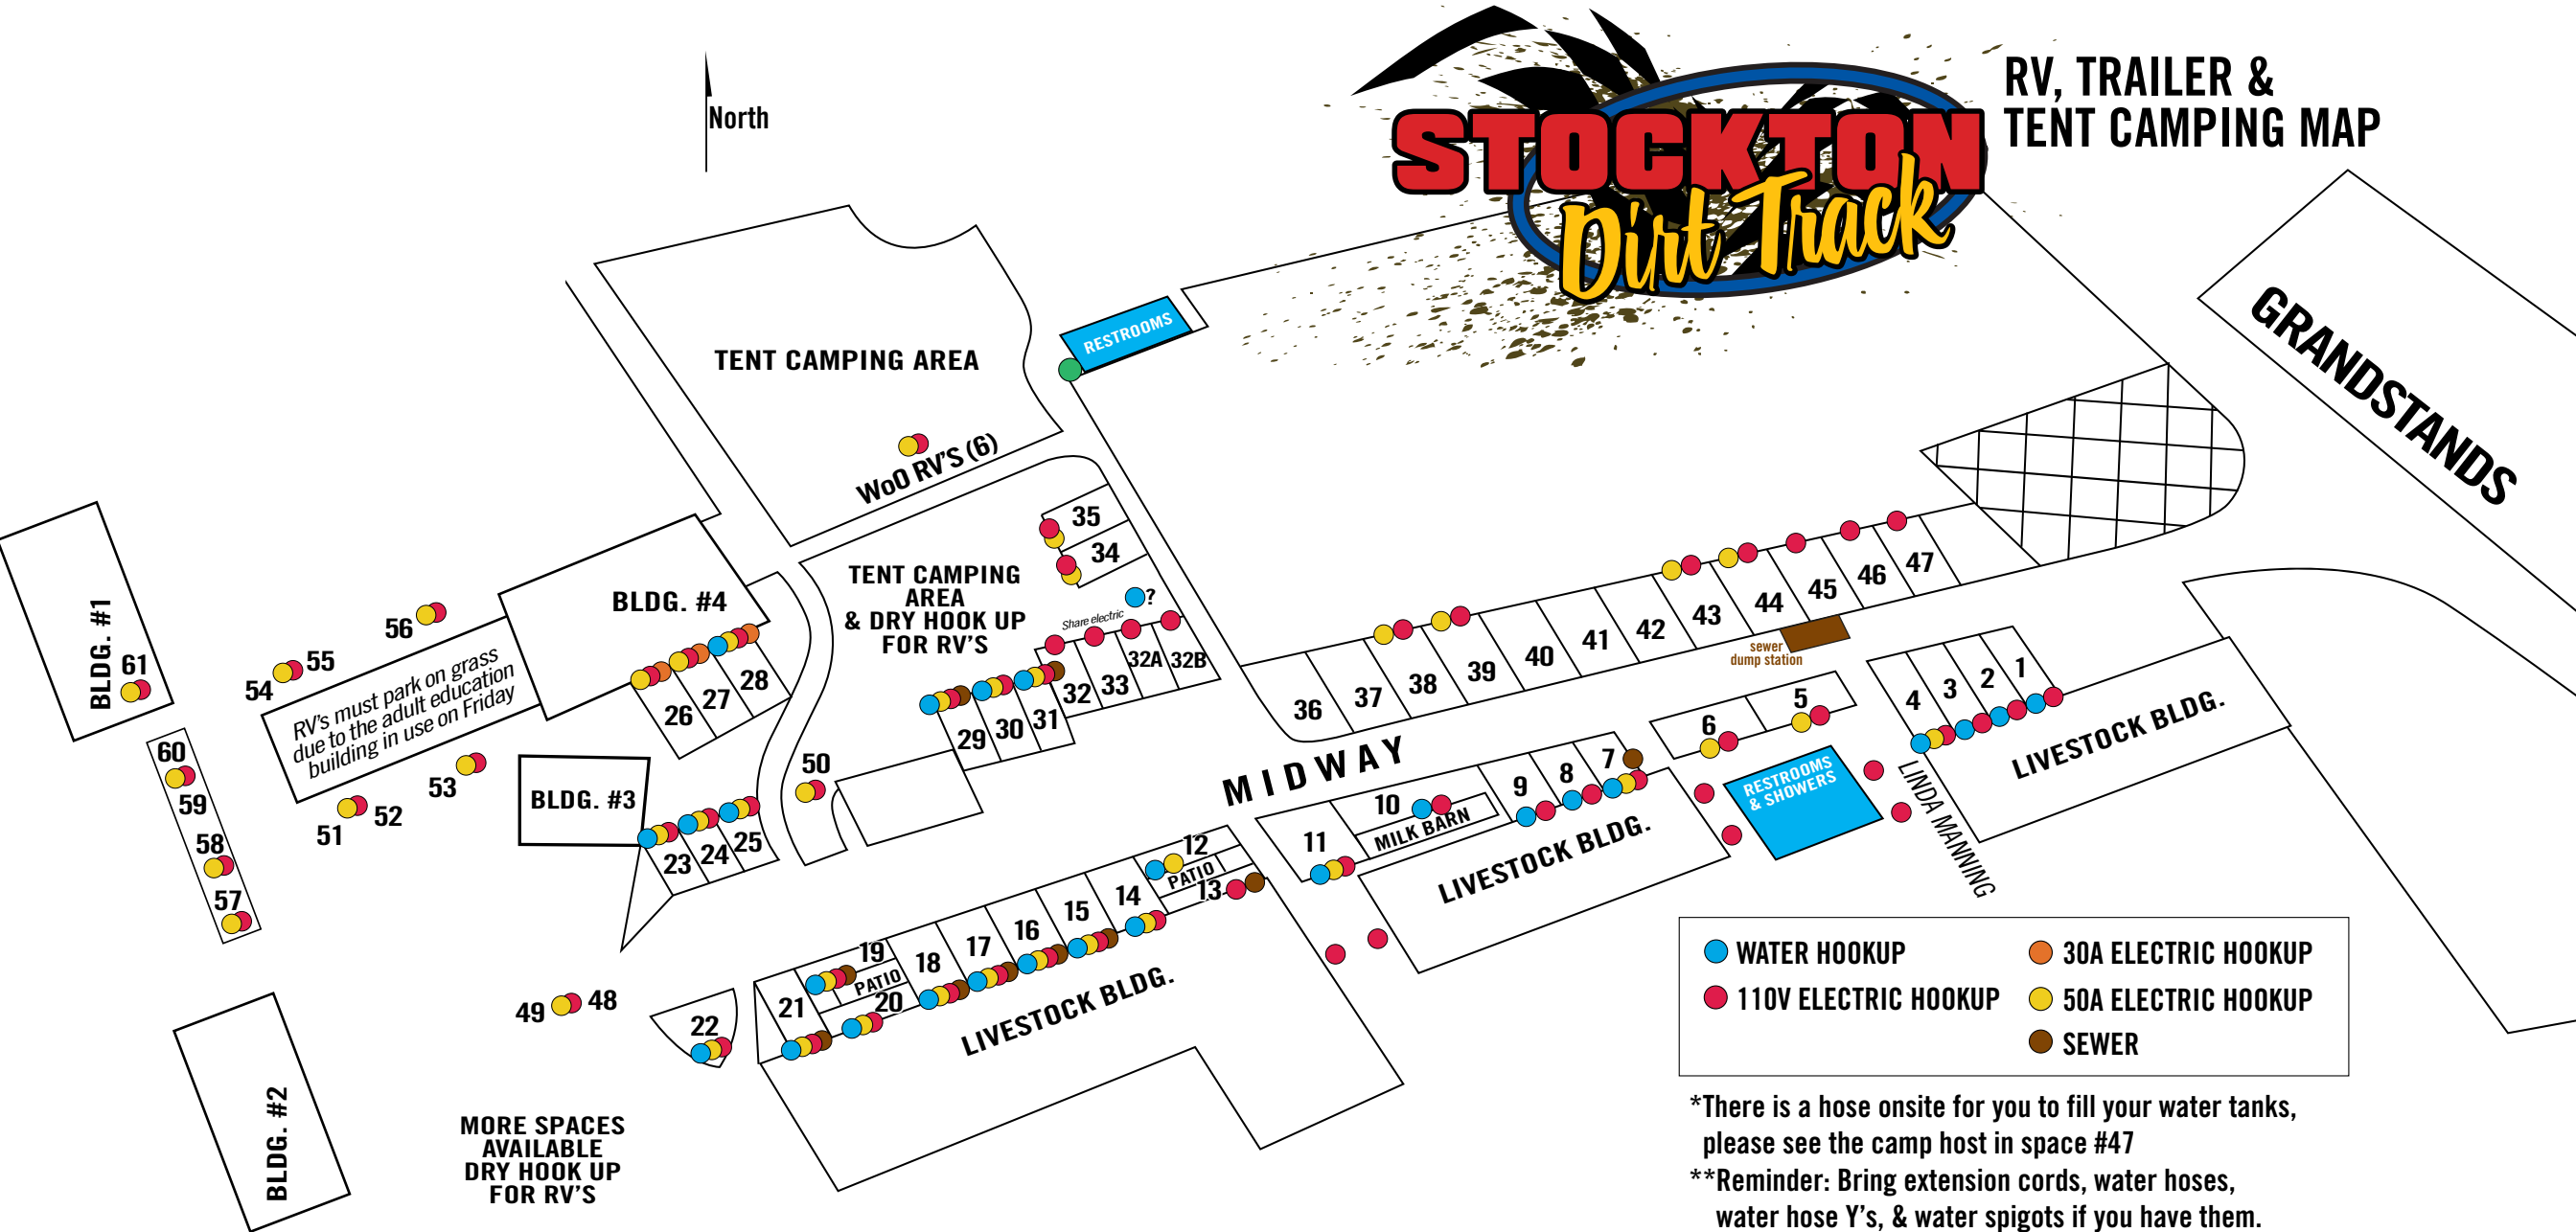 STOCKTON
Dirt Track
RV, TRAILER &
TENT CAMPING MAP
North
GRANDSTANDS
RESTROOMS
TENT CAMPING AREA
WoO RV'S (6)
35
34
TENT CAMPING
AREA
& DRY HOOK UP
FOR RV'S
?
Share electric
32A
32B
33
32
31
30
29
BLDG. #1
61
56
55
54
BLDG. #4
RV's must park on grass
due to the adult education
building in use on Friday
26
27
28
53
52
51
BLDG. #3
50
60
59
58
57
23
24
25
36
37
38
39
40
41
42
43
44
45
46
47
sewer
dump station
MIDWAY
6
5
4
3
2
1
LIVESTOCK BLDG.
RESTROOMS
& SHOWERS
LINDA MANNING
11
10
MILK BARN
9
8
7
LIVESTOCK BLDG.
12
PATIO
13
14
15
16
17
18
19
PATIO
20
21
LIVESTOCK BLDG.
22
49
48
BLDG. #2
MORE SPACES
AVAILABLE
DRY HOOK UP
FOR RV'S
WATER HOOKUP
110V ELECTRIC HOOKUP
30A ELECTRIC HOOKUP
50A ELECTRIC HOOKUP
SEWER
*There is a hose onsite for you to fill your water tanks,
please see the camp host in space #47
**Reminder: Bring extension cords, water hoses,
water hose Y's, & water spigots if you have them.